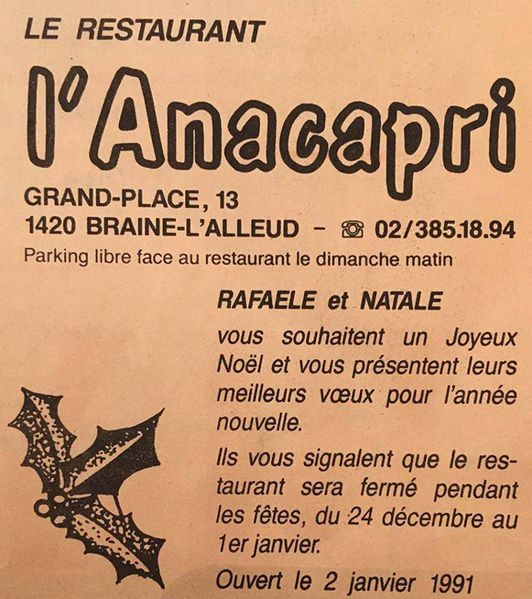 LE RESTAURANT
l'Anacapri
GRAND-PLACE, 13
1420 BRAINE-L'ALLEUD – ☎ 02/385.18.94
Parking libre face au restaurant le dimanche matin
RAFAELE et NATALE
vous souhaitent un Joyeux
Noël et vous présentent leurs
meilleurs vœux pour l'année
nouvelle.
Ils vous signalent que le res-
taurant sera fermé pendant
les fêtes, du 24 décembre au
1er janvier.
Ouvert le 2 janvier 1991